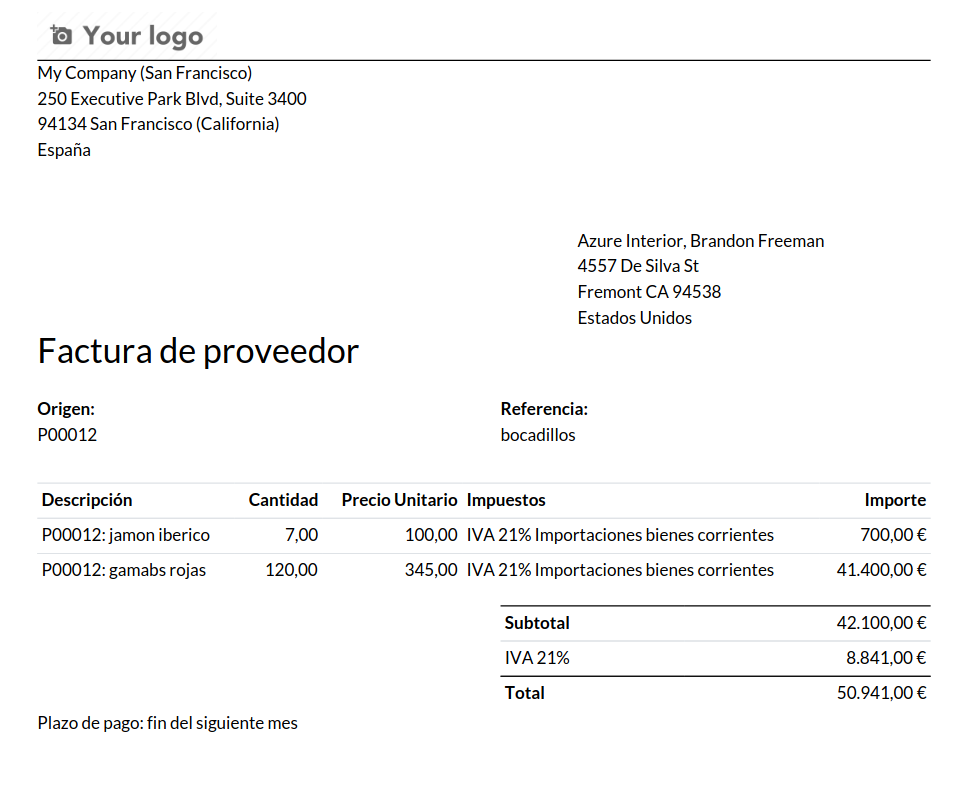 Your logo
My Company (San Francisco)
250 Executive Park Blvd, Suite 3400
94134 San Francisco (California)
España
Azure Interior, Brandon Freeman
4557 De Silva St
Fremont CA 94538
Estados Unidos
Factura de proveedor
Origen: Referencia:
P00012 bocadillos
Descripción Cantidad Precio Unitario Impuestos Importe
P00012: jamon iberico 7,00 100,00 IVA 21% Importaciones bienes corrientes 700,00 €
P00012: gamabs rojas 120,00 345,00 IVA 21% Importaciones bienes corrientes 41.400,00 €
Subtotal 42.100,00 €
IVA 21% 8.841,00 €
Total 50.941,00 €
Plazo de pago: fin del siguiente mes